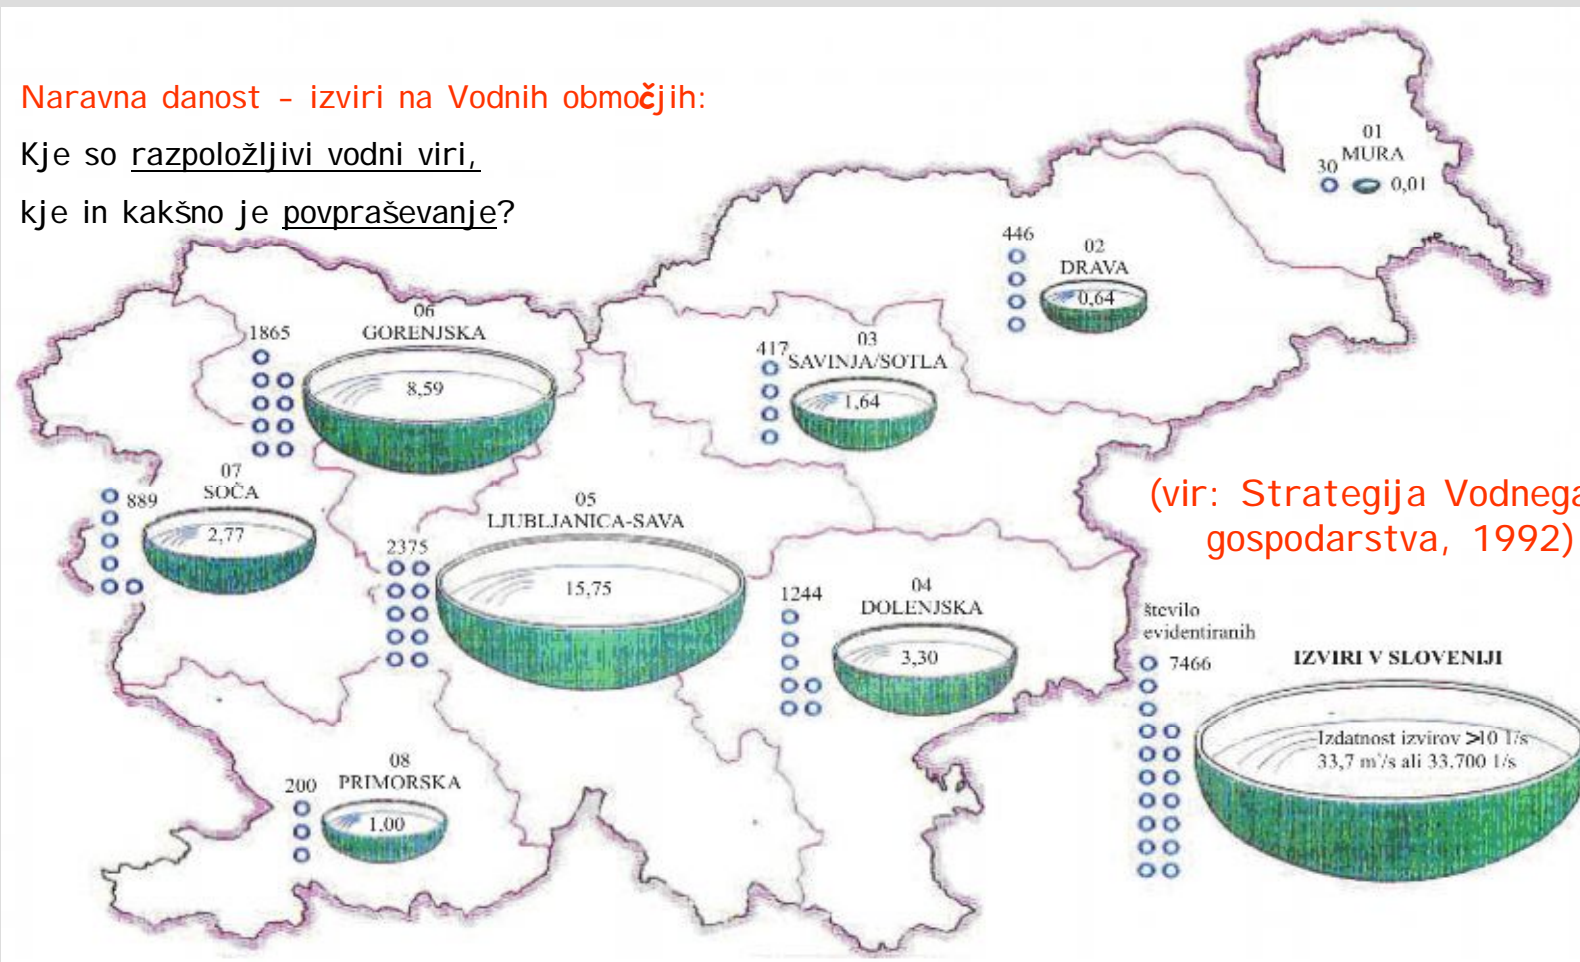 Naravna danost – izviri na Vodnih območjih:
Kje so razpoložljivi vodni viri,
kje in kakšno je povpraševanje?
01
MURA
30
0,01
446
02
DRAVA
0,64
06
GORENJSKA
1865
8,59
03
SAVINJA/SOTLA
417
1,64
07
SOČA
889
2,77
05
LJUBLJANICA-SAVA
2375
15,75
(vir: Strategija Vodnega
gospodarstva, 1992)
04
DOLENJSKA
1244
3,30
število
evidentiranih
7466
IZVIRI V SLOVENIJI
Izdatnost izvirov >10 l/s
33,7 m³/s ali 33.700 l/s
08
PRIMORSKA
200
1,00